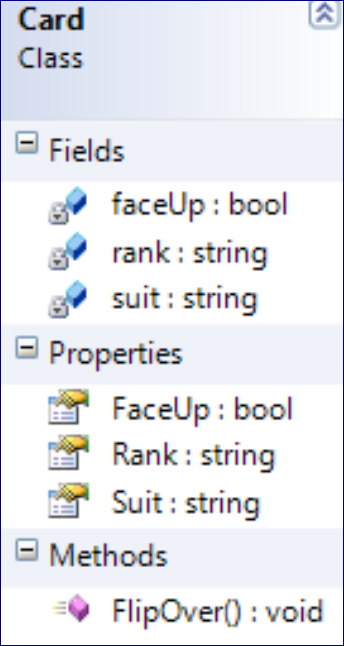 Card
Class
Fields
faceUp : bool
rank : string
suit : string
Properties
FaceUp : bool
Rank : string
Suit : string
Methods
FlipOver() : void